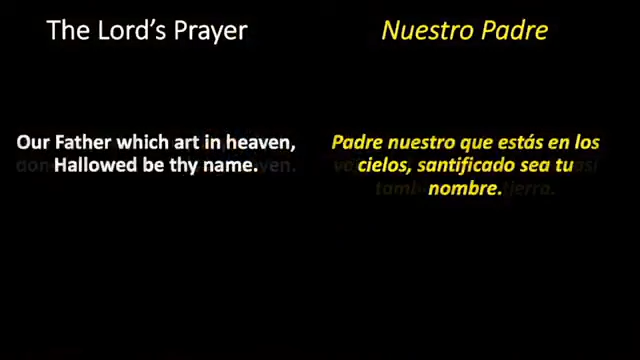 The Lord's Prayer
Nuestro Padre
Our Father which art in heaven,
Hallowed be thy name.
Padre nuestro que estás en los
cielos, santificado sea tu
nombre.